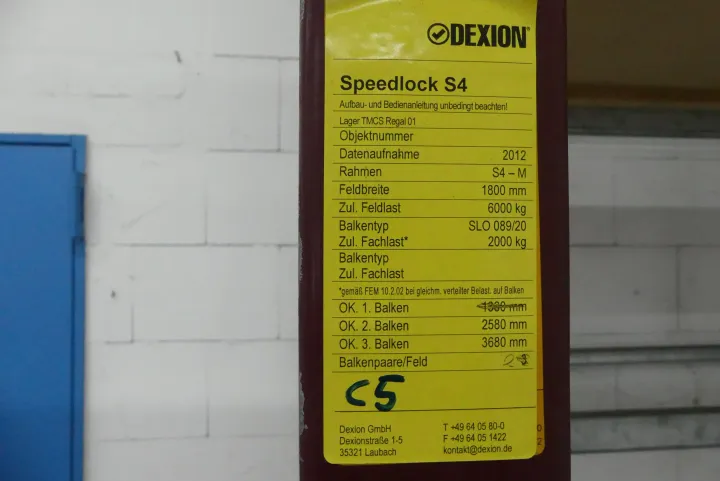 DEXION
Speedlock S4
Aufbau- und Bedienanleitung unbedingt beachten!
Lager TMCS Regal 01
Objektnummer
Datenaufnahme 2012
Rahmen S4 – M
Feldbreite 1800 mm
Zul. Feldlast 6000 kg
Balkentyp SLO 089/20
Zul. Fachlast* 2000 kg
Balkentyp
Zul. Fachlast
*gemäß FEM 10.2.02 bei gleichm. verteilter Belast. auf Balken
OK. 1. Balken mm
OK. 2. Balken 2580 mm
OK. 3. Balken 3680 mm
Balkenpaare/Feld 2
C5
Dexion GmbH T +49 64 05 80-0
Dexionstraße 1-5 F +49 64 05 1422
35321 Laubach kontakt@dexion.de